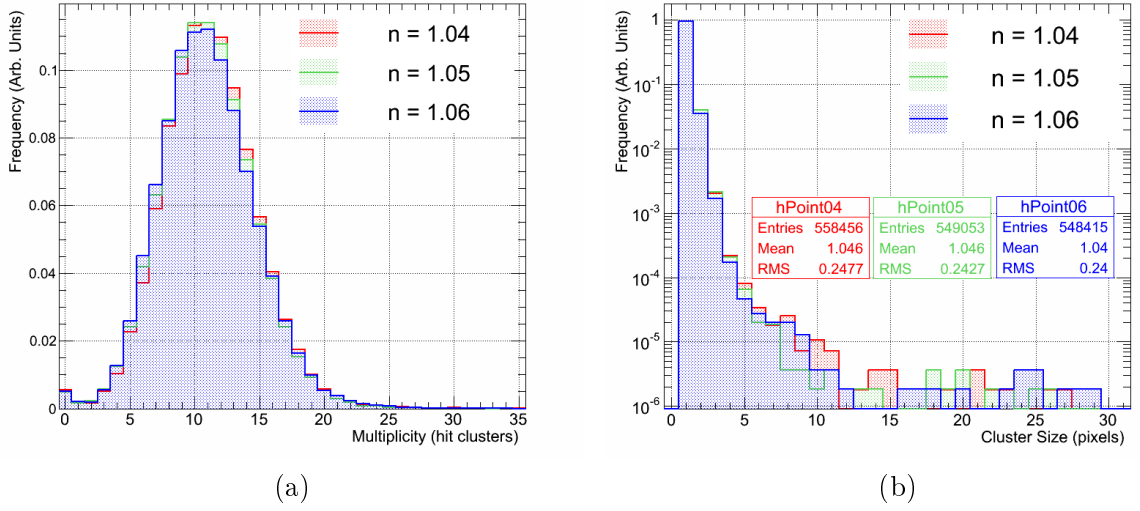 Frequency (Arb. Units)
0.1
0.08
0.06
0.04
0.02
0
n = 1.04
n = 1.05
n = 1.06
0 5 10 15 20 25 30 35
Multiplicity (hit clusters)
(a)
Frequency (Arb. Units)
1
10⁻¹
10⁻²
10⁻³
10⁻⁴
10⁻⁵
10⁻⁶
n = 1.04
n = 1.05
n = 1.06
hPoint04
Entries 558456
Mean 1.046
RMS 0.2477
hPoint05
Entries 549053
Mean 1.046
RMS 0.2427
hPoint06
Entries 548415
Mean 1.04
RMS 0.24
0 5 10 15 20 25 30
Cluster Size (pixels)
(b)